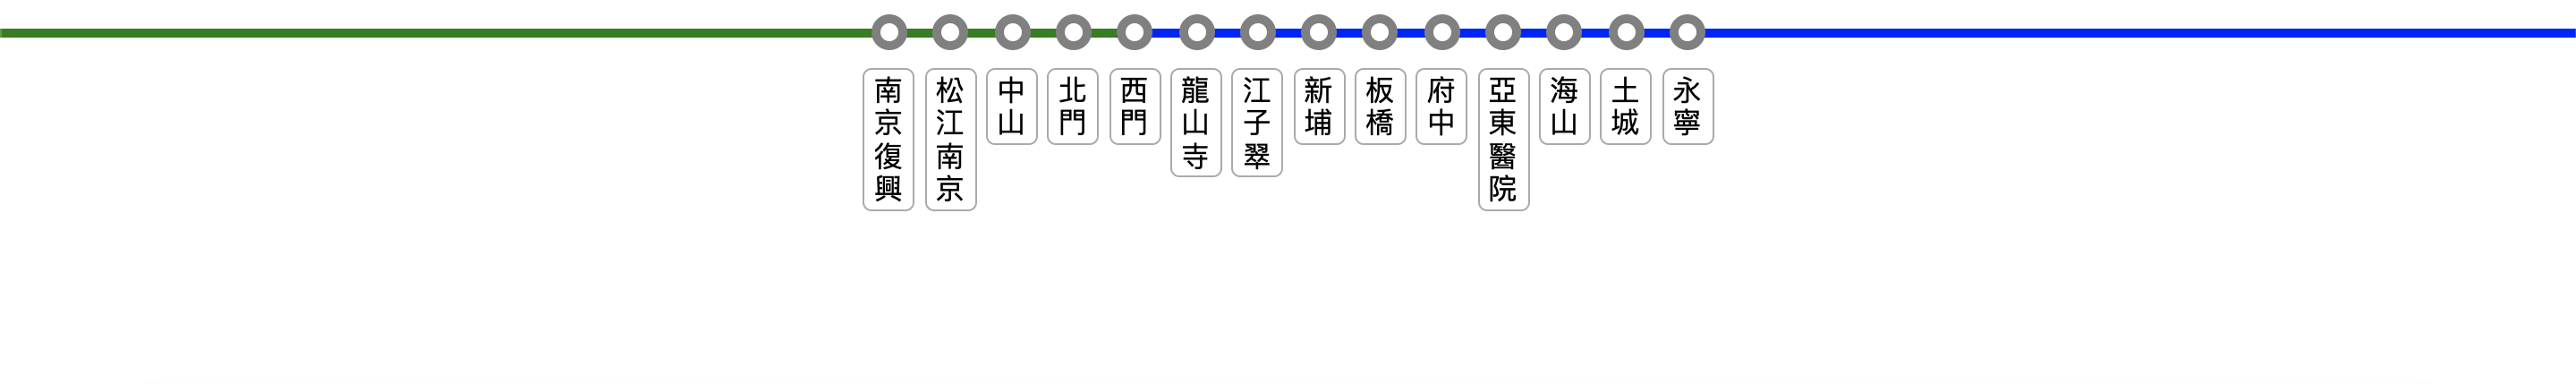 南京復興
松江南京
中山
北門
西門
龍山寺
江子翠
新埔
板橋
府中
亞東醫院
海山
土城
永寧